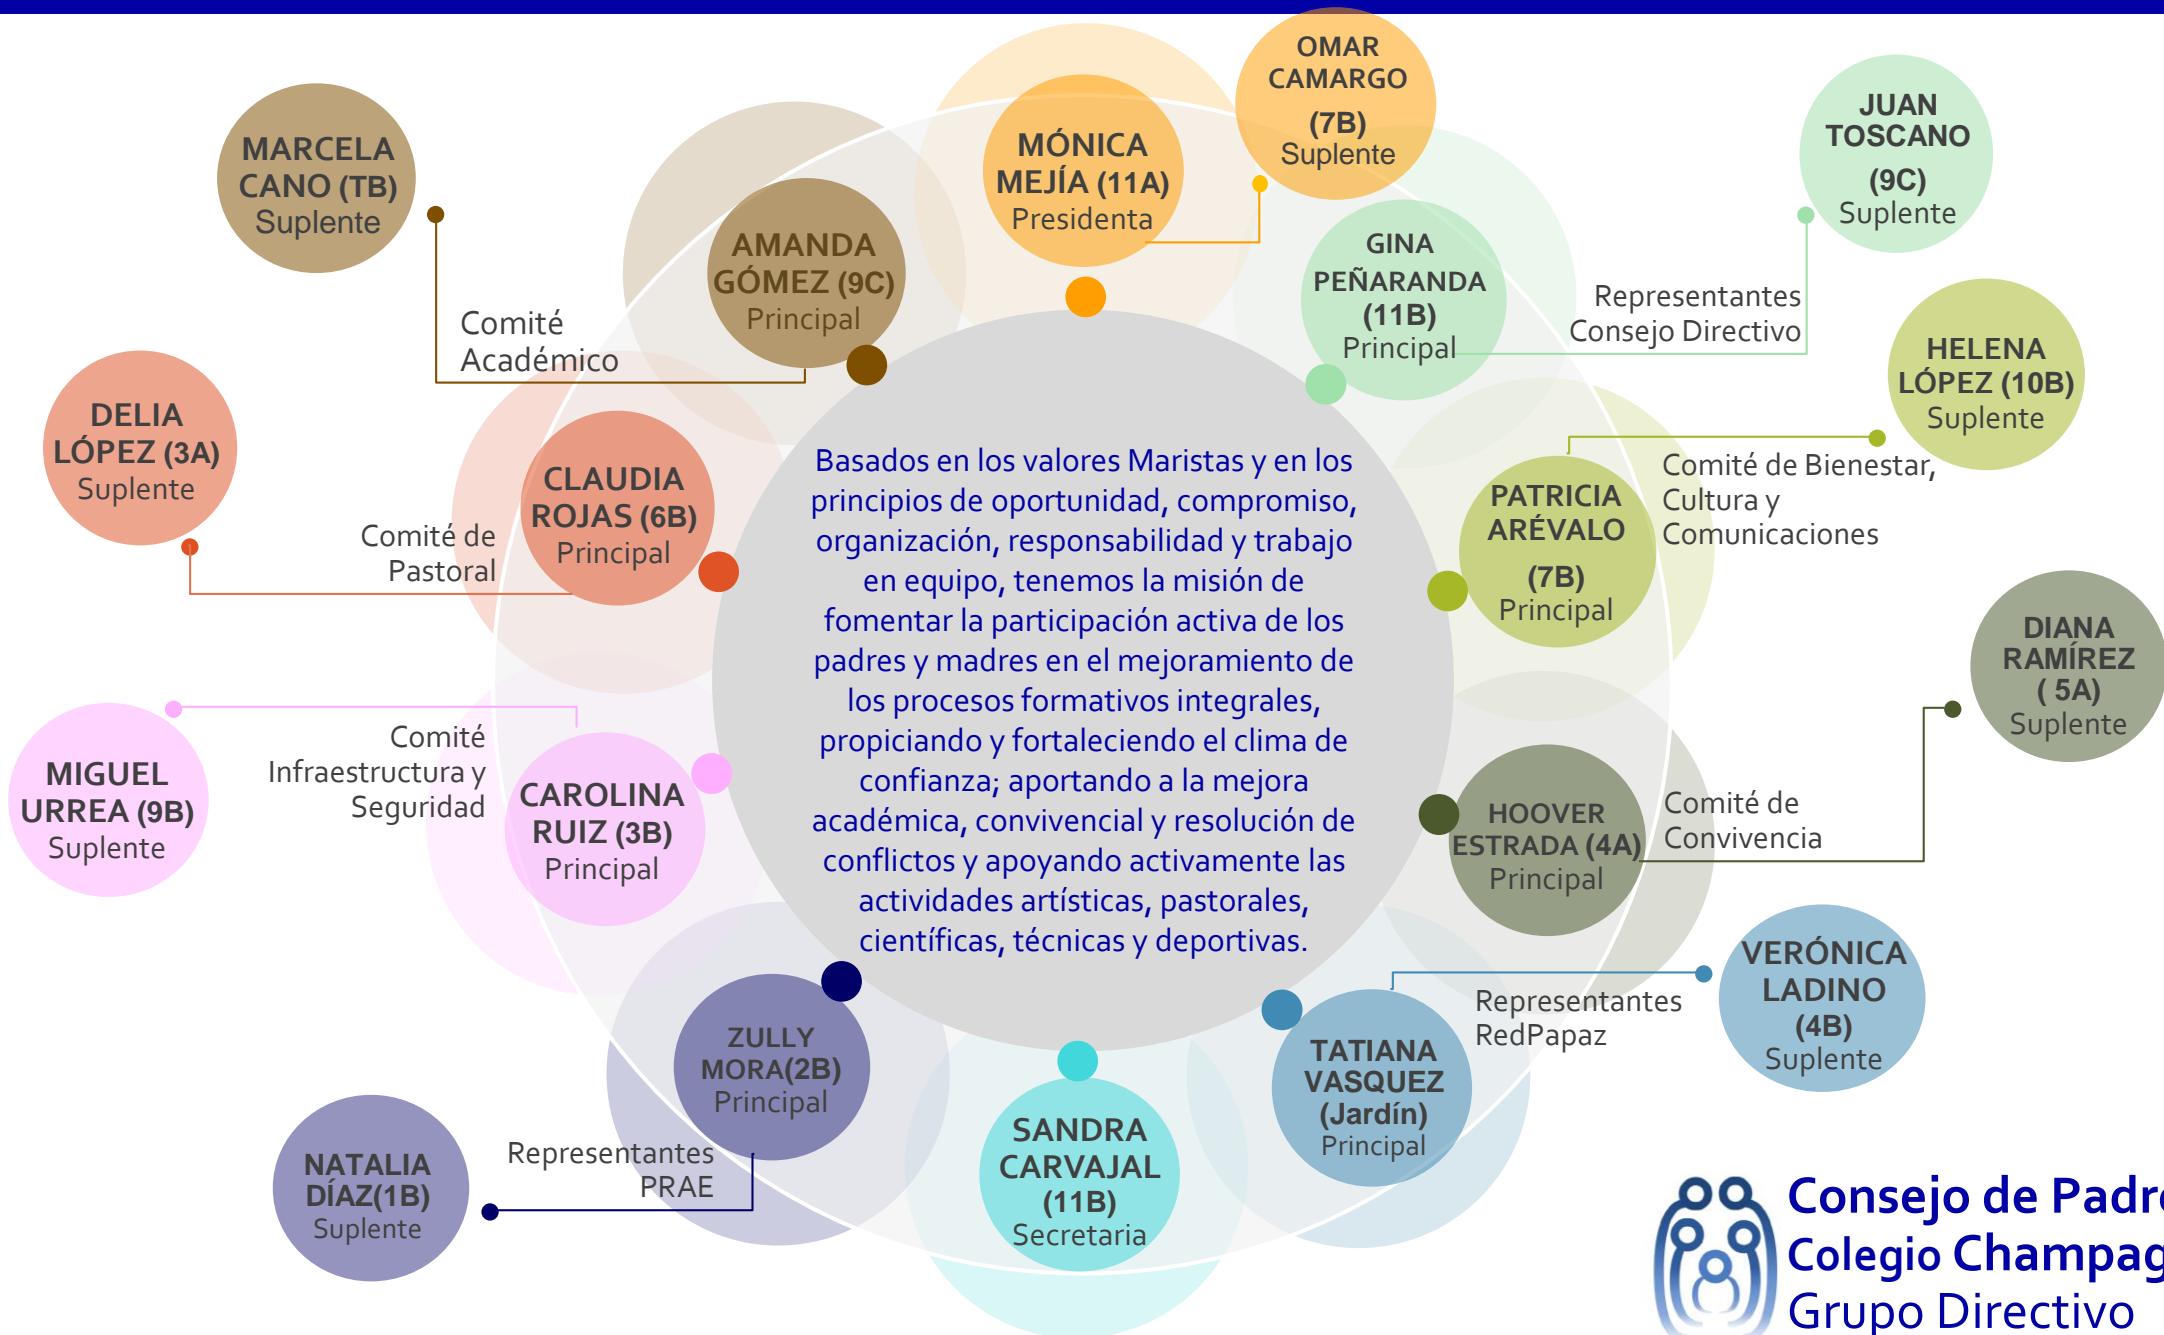 OMAR
CAMARGO
(7B)
Suplente
MÓNICA
MEJÍA (11A)
Presidenta
JUAN
TOSCANO
(9C)
Suplente
GINA
PEÑARANDA
(11B)
Principal
Representantes
Consejo Directivo
MARCELA
CANO (TB)
Suplente
AMANDA
GÓMEZ (9C)
Principal
Comité
Académico
HELENA
LÓPEZ (10B)
Suplente
PATRICIA
ARÉVALO
(7B)
Principal
Comité de Bienestar,
Cultura y
Comunicaciones
DELIA
LÓPEZ (3A)
Suplente
CLAUDIA
ROJAS (6B)
Principal
Comité de
Pastoral
Basados en los valores Maristas y en los
principios de oportunidad, compromiso,
organización, responsabilidad y trabajo
en equipo, tenemos la misión de
fomentar la participación activa de los
padres y madres en el mejoramiento de
los procesos formativos integrales,
propiciando y fortaleciendo el clima de
confianza; aportando a la mejora
académica, convivencial y resolución de
conflictos y apoyando activamente las
actividades artísticas, pastorales,
científicas, técnicas y deportivas.
DIANA
RAMÍREZ
( 5A)
Suplente
HOOVER
ESTRADA (4A)
Principal
Comité de
Convivencia
MIGUEL
URREA (9B)
Suplente
Comité
Infraestructura y
Seguridad
CAROLINA
RUIZ (3B)
Principal
VERÓNICA
LADINO
(4B)
Suplente
Representantes
RedPapaz
TATIANA
VASQUEZ
(Jardín)
Principal
ZULLY
MORA(2B)
Principal
Representantes
PRAE
NATALIA
DÍAZ(1B)
Suplente
SANDRA
CARVAJAL
(11B)
Secretaria
Consejo de Padre
Colegio Champag
Grupo Directivo